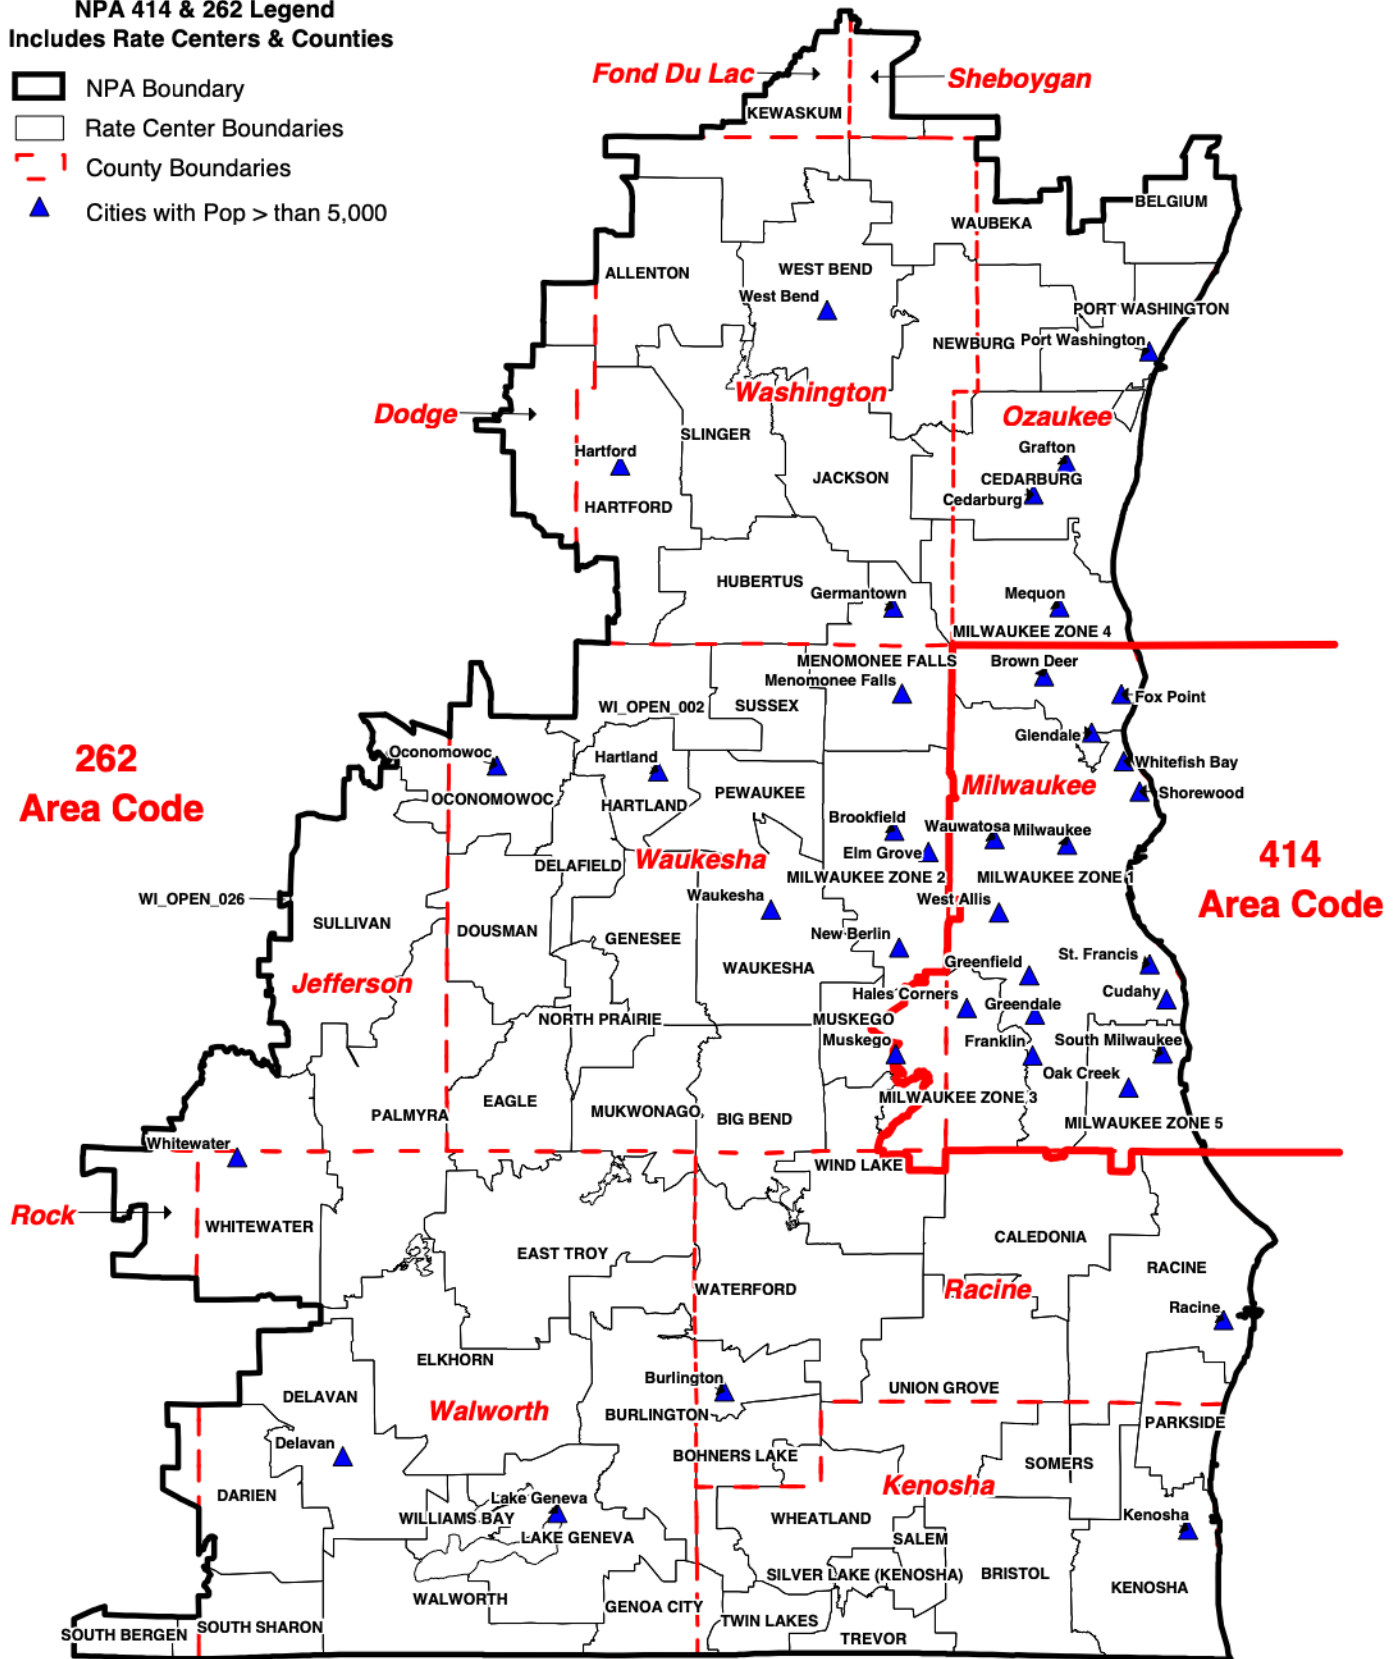 NPA 414 & 262 Legend
Includes Rate Centers & Counties
NPA Boundary
Rate Center Boundaries
County Boundaries
Cities with Pop > than 5,000
Fond Du Lac
Sheboygan
KEWASKUM
BELGIUM
WAUBEKA
ALLENTON
WEST BEND
West Bend
PORT WASHINGTON
NEWBURG
Port Washington
Washington
Dodge
Ozaukee
SLINGER
Hartford
Grafton
JACKSON
CEDARBURG
Cedarburg
HARTFORD
HUBERTUS
Germantown
Mequon
MILWAUKEE ZONE 4
MENOMONEE FALLS
Brown Deer
Menomonee Falls
Fox Point
WI_OPEN_002
SUSSEX
Glendale
262
Area Code
Oconomowoc
Hartland
Whitefish Bay
Milwaukee
PEWAUKEE
Shorewood
OCONOMOWOC
HARTLAND
Brookfield
Wauwatosa
Milwaukee
Elm Grove
414
Area Code
DELAFIELD
Waukesha
MILWAUKEE ZONE 2
MILWAUKEE ZONE 1
WI_OPEN_026
Waukesha
West Allis
SULLIVAN
DOUSMAN
GENESEE
New Berlin
St. Francis
Greenfield
WAUKESHA
Jefferson
Hales Corners
Cudahy
Greendale
NORTH PRAIRIE
MUSKEGO
Muskego
Franklin
South Milwaukee
Oak Creek
EAGLE
MILWAUKEE ZONE 3
PALMYRA
MUKWONAGO
BIG BEND
MILWAUKEE ZONE 5
Whitewater
WIND LAKE
Rock
WHITEWATER
CALEDONIA
EAST TROY
RACINE
WATERFORD
Racine
Racine
ELKHORN
Burlington
UNION GROVE
DELAVAN
Walworth
BURLINGTON
PARKSIDE
Delavan
BOHNERS LAKE
SOMERS
Kenosha
DARIEN
Lake Geneva
WILLIAMS BAY
WHEATLAND
Kenosha
LAKE GENEVA
SALEM
SILVER LAKE (KENOSHA)
BRISTOL
KENOSHA
WALWORTH
GENOA CITY
TWIN LAKES
SOUTH SHARON
SOUTH BERGEN
TREVOR